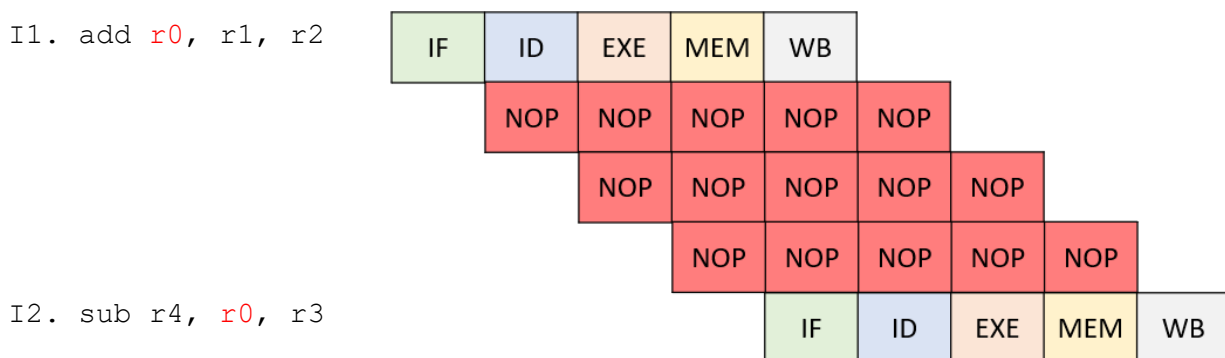 I1. add r0, r1, r2 IF ID EXE MEM WB
NOP NOP NOP NOP NOP
NOP NOP NOP NOP NOP
NOP NOP NOP NOP NOP
I2. sub r4, r0, r3 IF ID EXE MEM WB